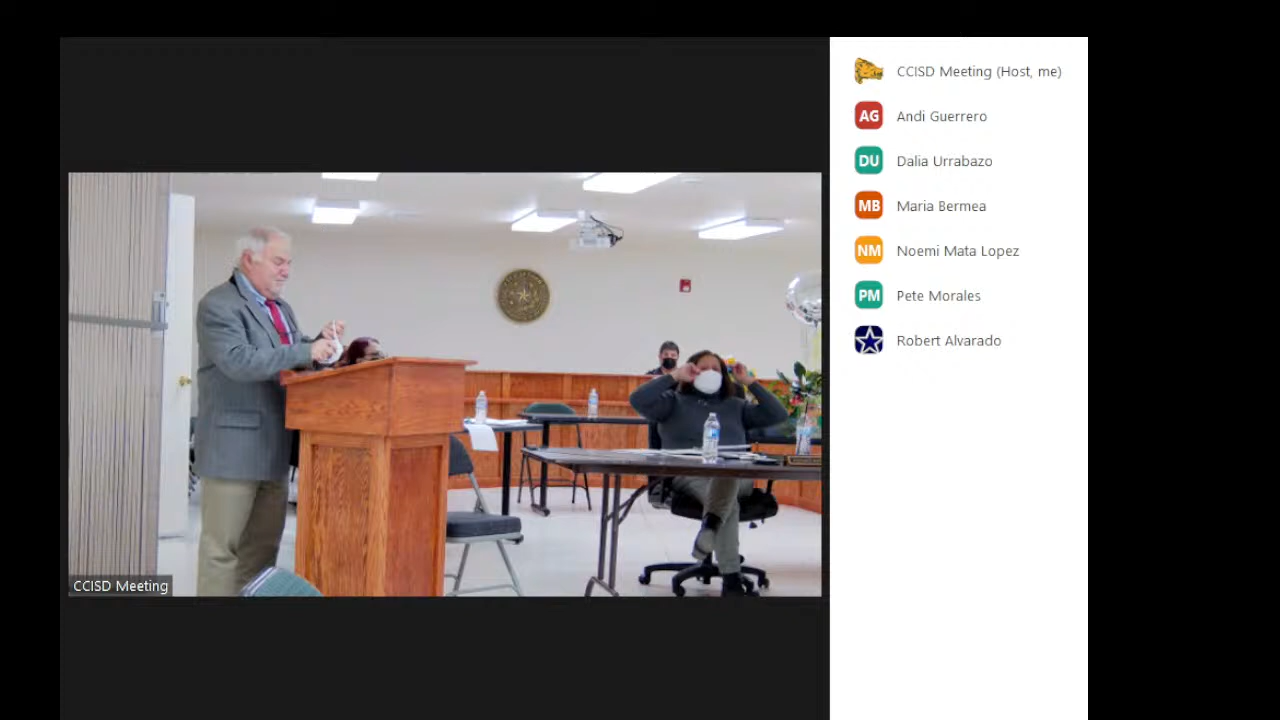 CCISD Meeting (Host, me)
AG Andi Guerrero
DU Dalia Urrabazo
MB Maria Bermea
NM Noemi Mata Lopez
PM Pete Morales
Robert Alvarado
CCISD Meeting